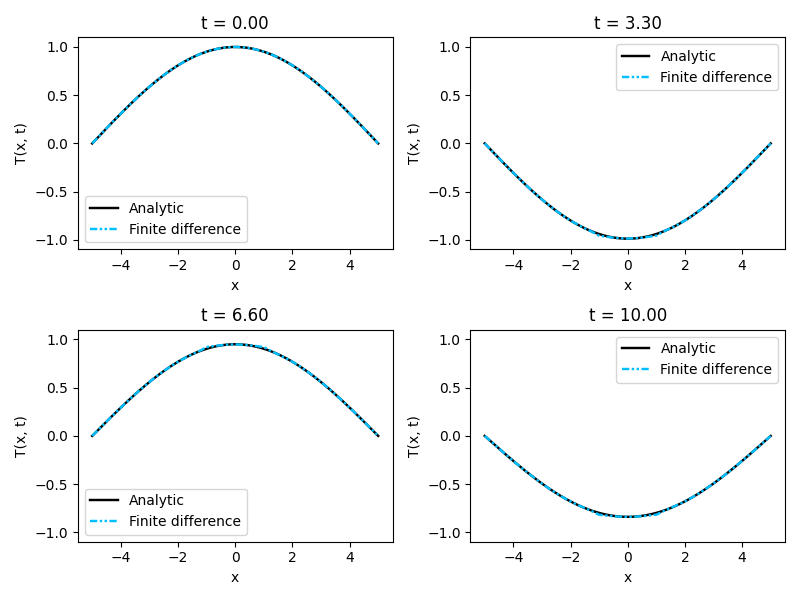 t = 0.00
T(x, t)
1.0
0.5
0.0
−0.5
−1.0
Analytic
Finite difference
−4 −2 0 2 4
x
t = 3.30
T(x, t)
1.0
0.5
0.0
−0.5
−1.0
Analytic
Finite difference
−4 −2 0 2 4
x
t = 6.60
T(x, t)
1.0
0.5
0.0
−0.5
−1.0
Analytic
Finite difference
−4 −2 0 2 4
x
t = 10.00
T(x, t)
1.0
0.5
0.0
−0.5
−1.0
Analytic
Finite difference
−4 −2 0 2 4
x